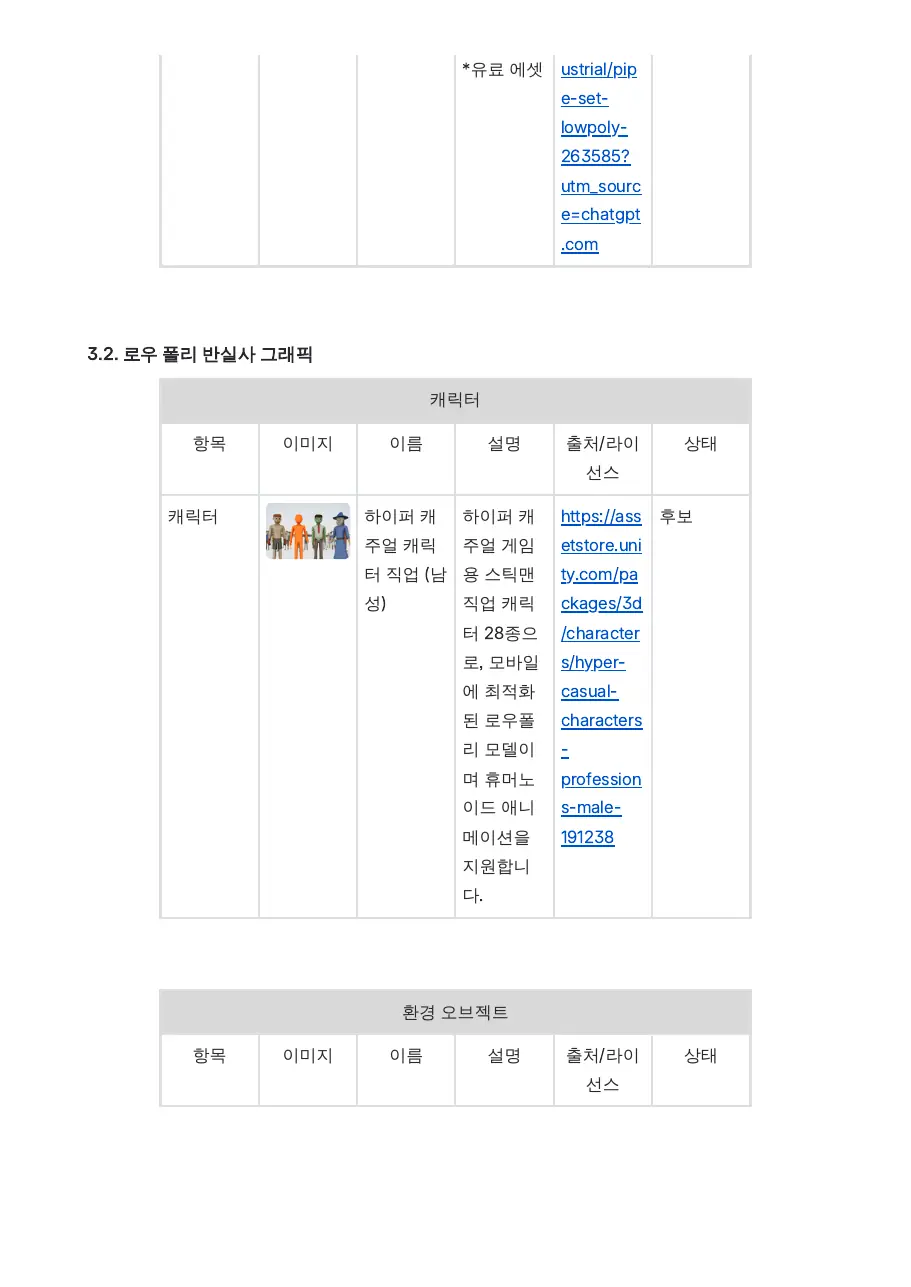 *유료 에셋
ustrial/pip
e-set-
lowpoly-
263585?
utm_sourc
e=chatgpt
.com
3.2. 로우 폴리 반실사 그래픽
캐릭터
항목
이미지
이름
설명
출처/라이
선스
상태
캐릭터
하이퍼 캐
주얼 캐릭
터 직업 (남
성)
하이퍼 캐
주얼 게임
용 스틱맨
직업 캐릭
터 28종으
로, 모바일
에 최적화
된 로우폴
리 모델이
며 휴머노
이드 애니
메이션을
지원합니
다.
https://ass
etstore.uni
ty.com/pa
ckages/3d
/character
s/hyper-
casual-
characters
-
profession
s-male-
191238
후보
환경 오브젝트
항목
이미지
이름
설명
출처/라이
선스
상태